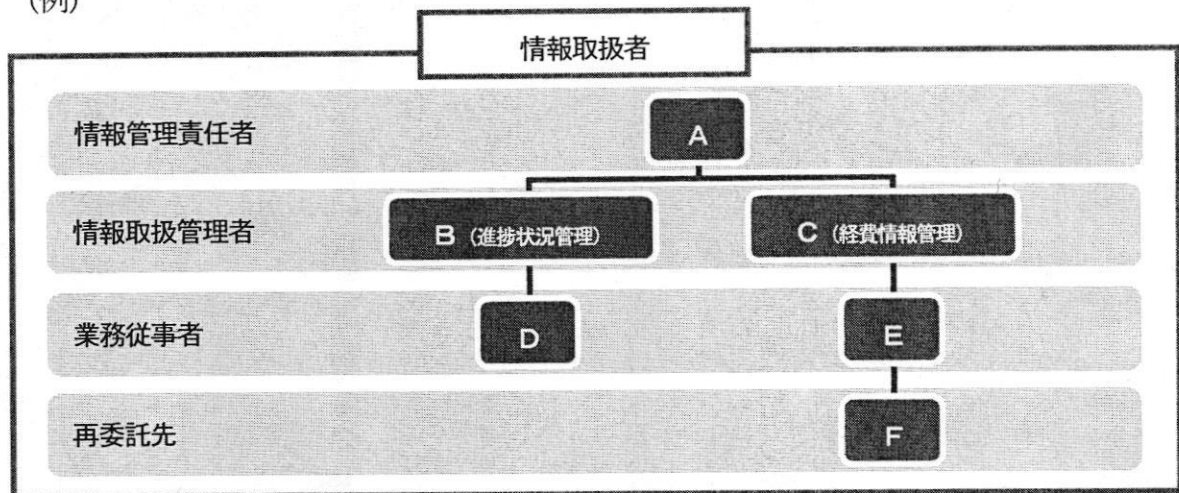 (例)
情報取扱者
情報管理責任者
A
情報取扱管理者
B (進捗状況管理)
C (経費情報管理)
業務従事者
D
E
再委託先
F